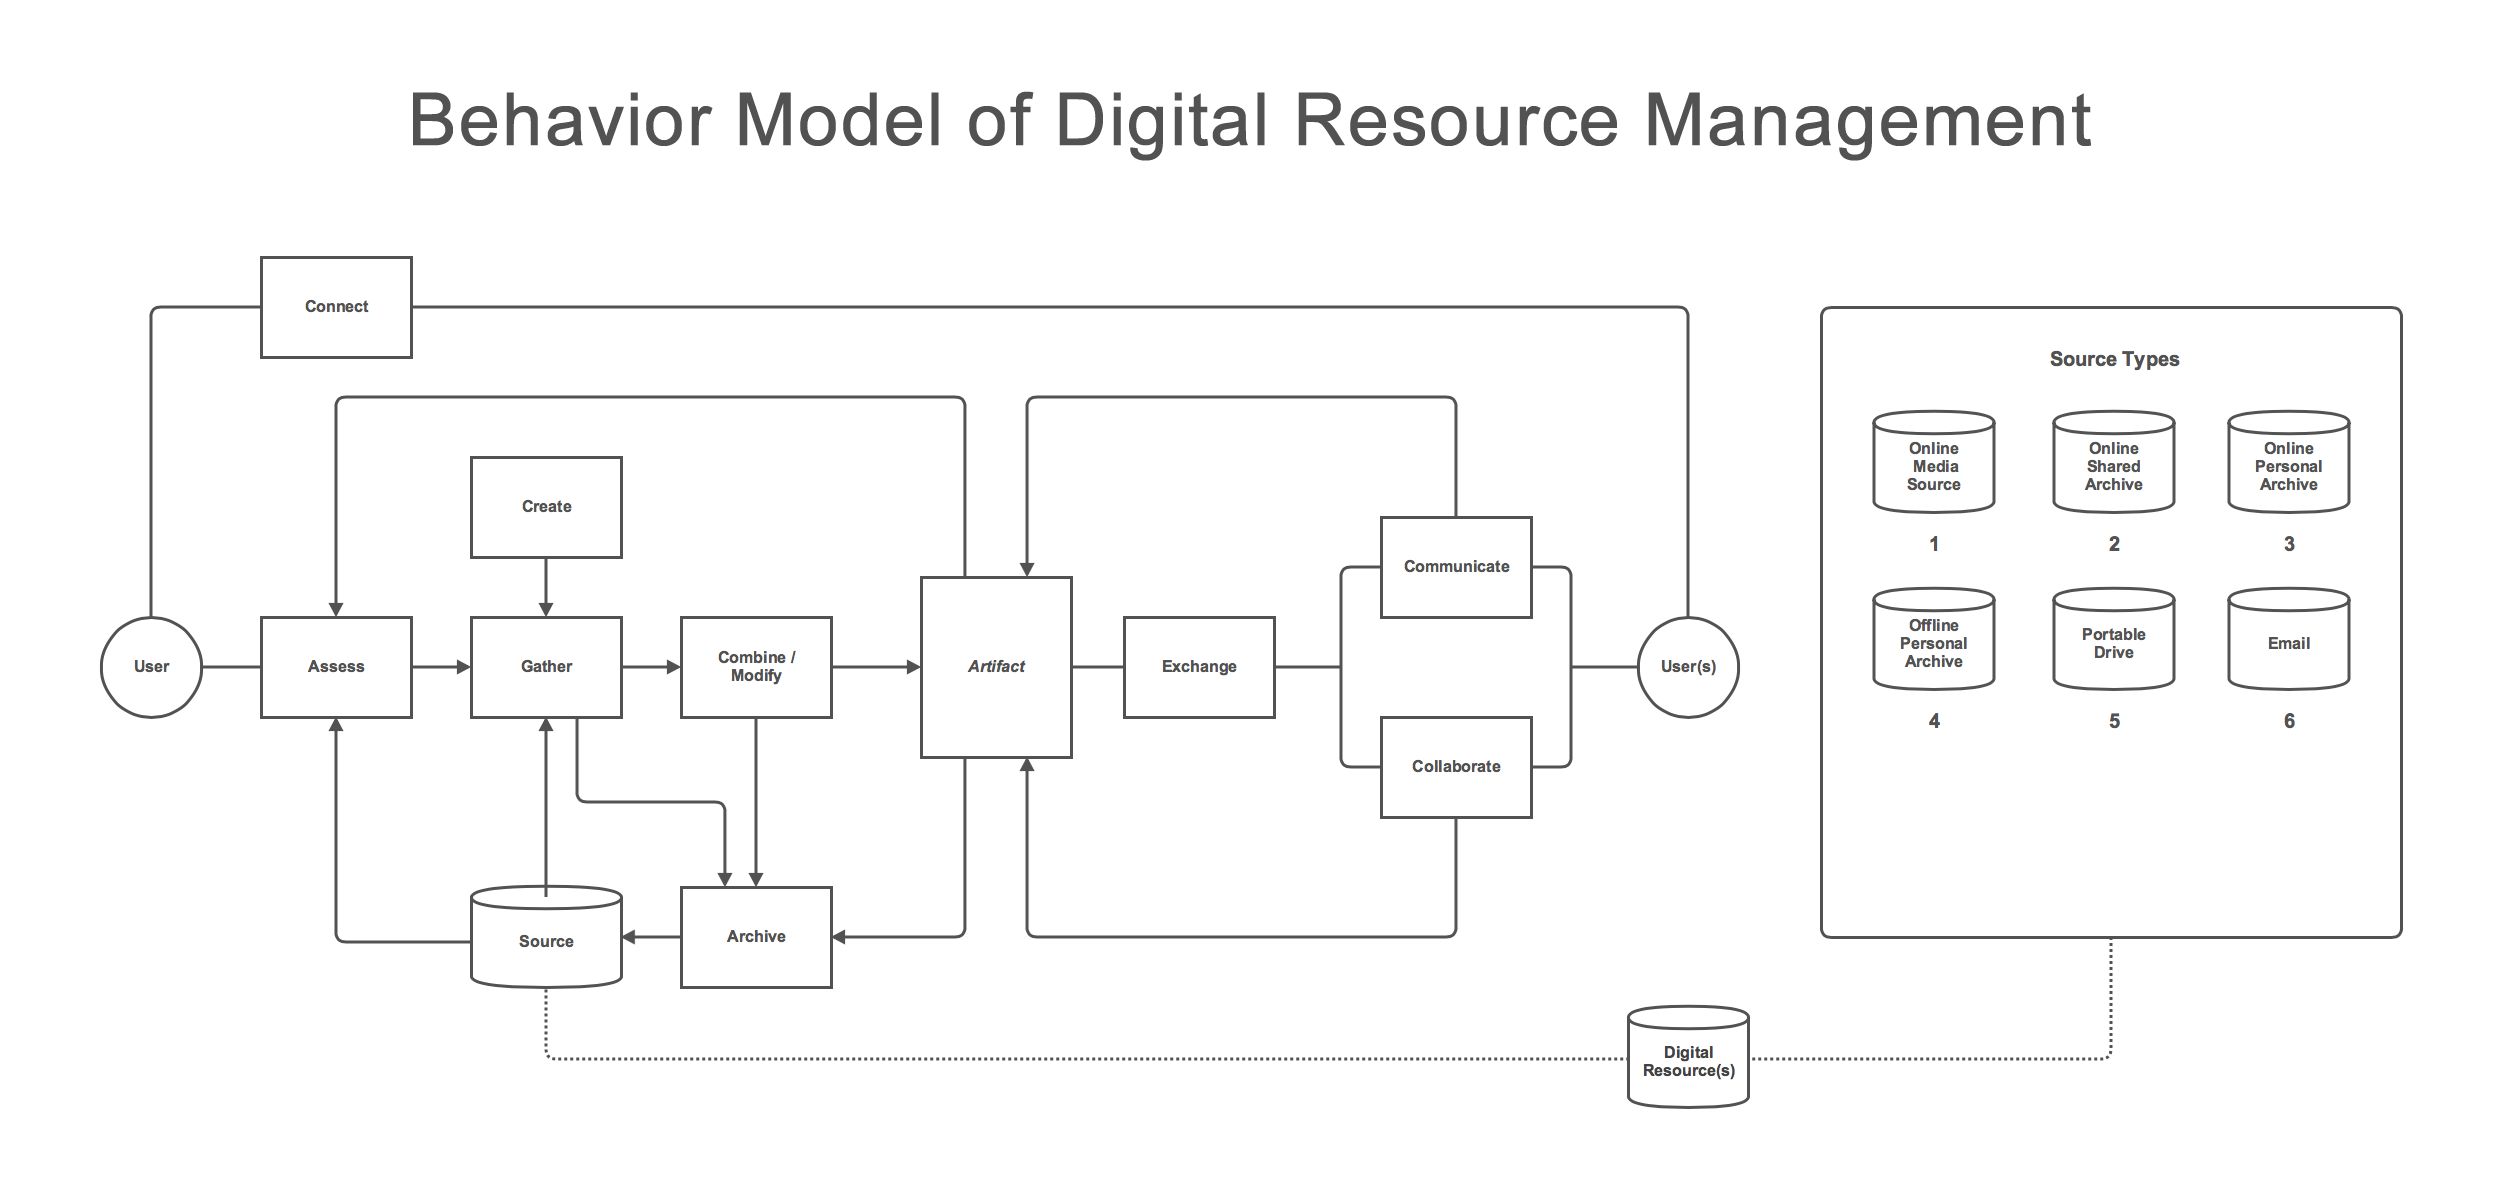 Behavior Model of Digital Resource Management
Connect
Create
User
Assess
Gather
Combine /
Modify
Artifact
Exchange
Communicate
Collaborate
User(s)
Source
Archive
Digital
Resource(s)
Source Types
Online
Media
Source
1
Online
Shared
Archive
2
Online
Personal
Archive
3
Offline
Personal
Archive
4
Portable
Drive
5
Email
6